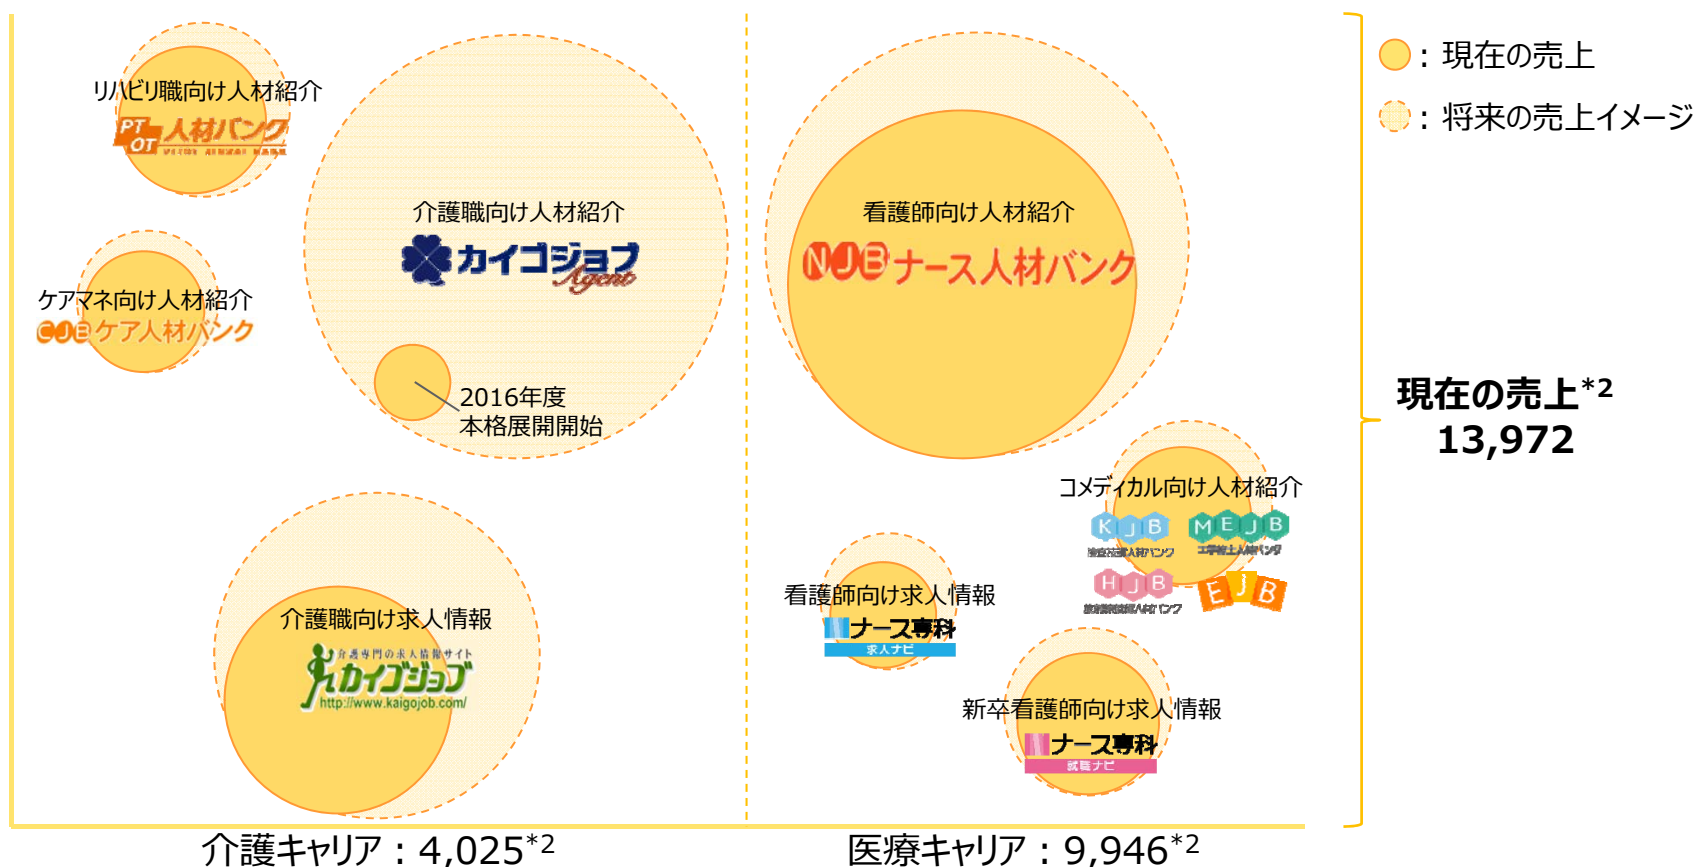 リハビリ職向け人材紹介
PT OT 人材バンク
ケアマネ向け人材紹介
CJB ケア人材バンク
介護職向け人材紹介
カイゴジョブ
Agent
2016年度
本格展開開始
介護職向け求人情報
介護専門の求人情報サイト
カイゴジョブ
http://www.kaigojob.com/
看護師向け人材紹介
NJB ナース人材バンク
コメディカル向け人材紹介
KJB
MEJB
工学技士人材バンク
HJB
EJB
看護師向け求人情報
ナース専科
求人ナビ
新卒看護師向け求人情報
ナース専科
就職ナビ
介護キャリア：4,025*2
医療キャリア：9,946*2
：現在の売上
：将来の売上イメージ
現在の売上*2
13,972